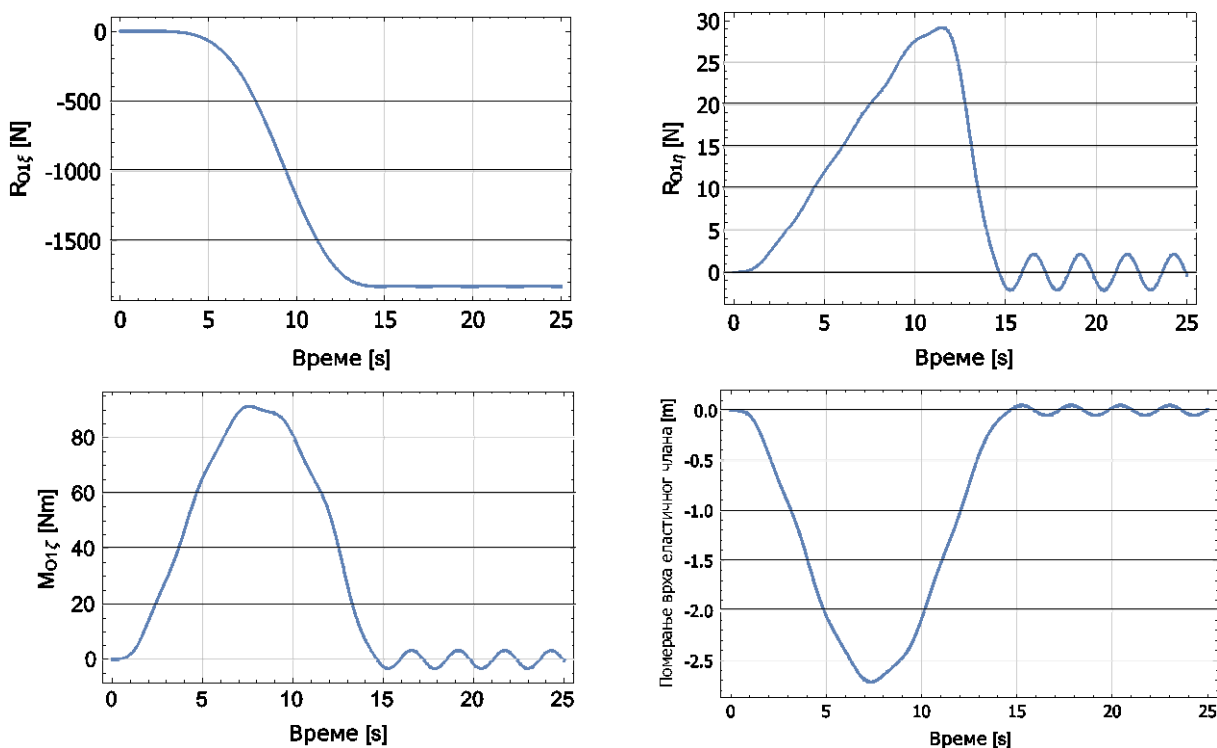 R₀₁ξ [N]
0
-500
-1000
-1500
0 5 10 15 20 25
Време [s]
R₀₁η [N]
30
25
20
15
10
5
0
0 5 10 15 20 25
Време [s]
M₀₁ζ [Nm]
80
60
40
20
0
0 5 10 15 20 25
Време [s]
Померање врха еластичног члана [m]
0.0
-0.5
-1.0
-1.5
-2.0
-2.5
0 5 10 15 20 25
Време [s]